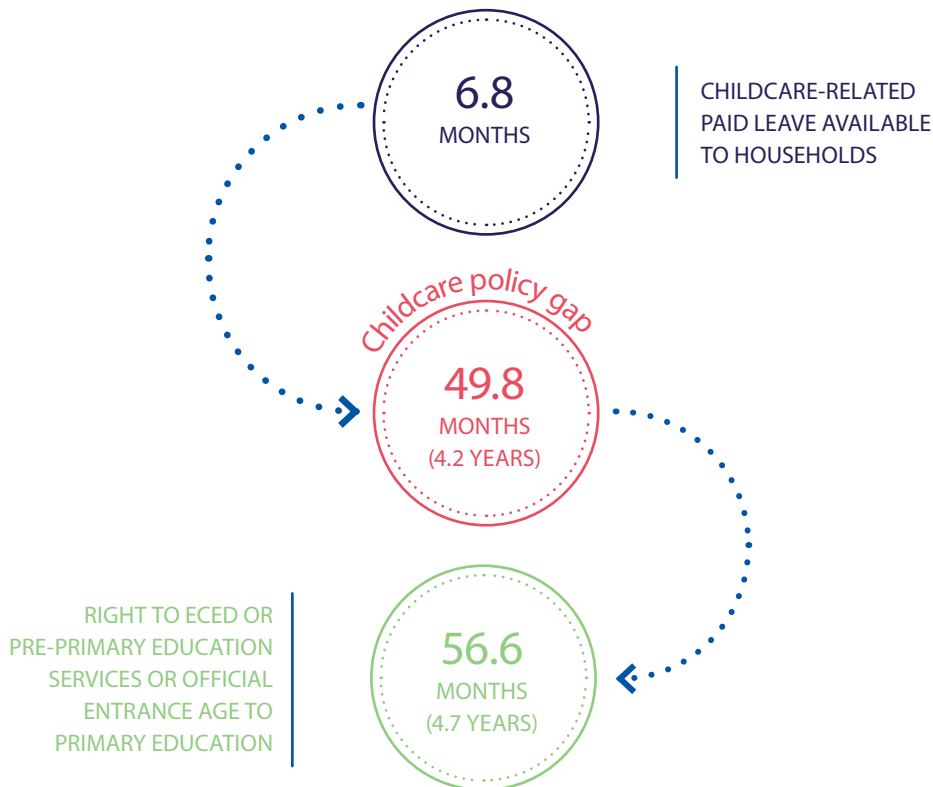 6.8
MONTHS
CHILDCARE-RELATED
PAID LEAVE AVAILABLE
TO HOUSEHOLDS
Childcare policy gap
49.8
MONTHS
(4.2 YEARS)
RIGHT TO ECED OR
PRE-PRIMARY EDUCATION
SERVICES OR OFFICIAL
ENTRANCE AGE TO
PRIMARY EDUCATION
56.6
MONTHS
(4.7 YEARS)